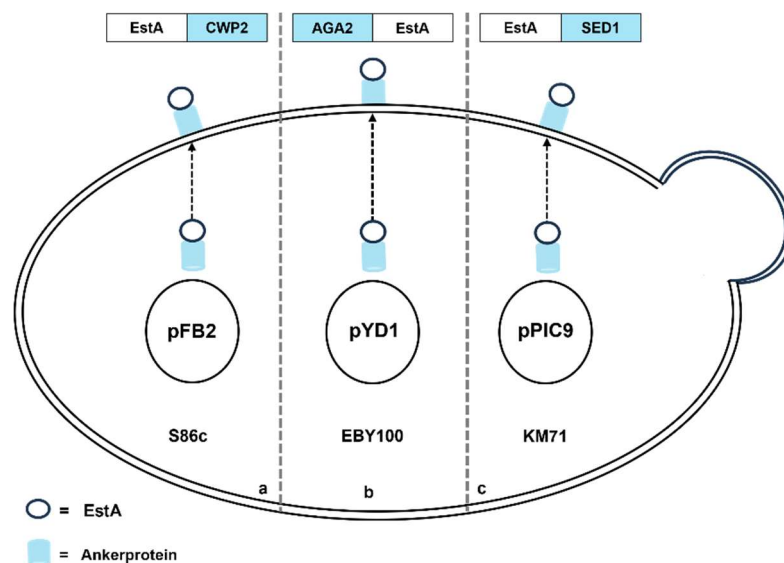 EstA CWP2 AGA2 EstA EstA SED1
pFB2 pYD1 pPIC9
S86c EBY100 KM71
a b c
= EstA
= Ankerprotein